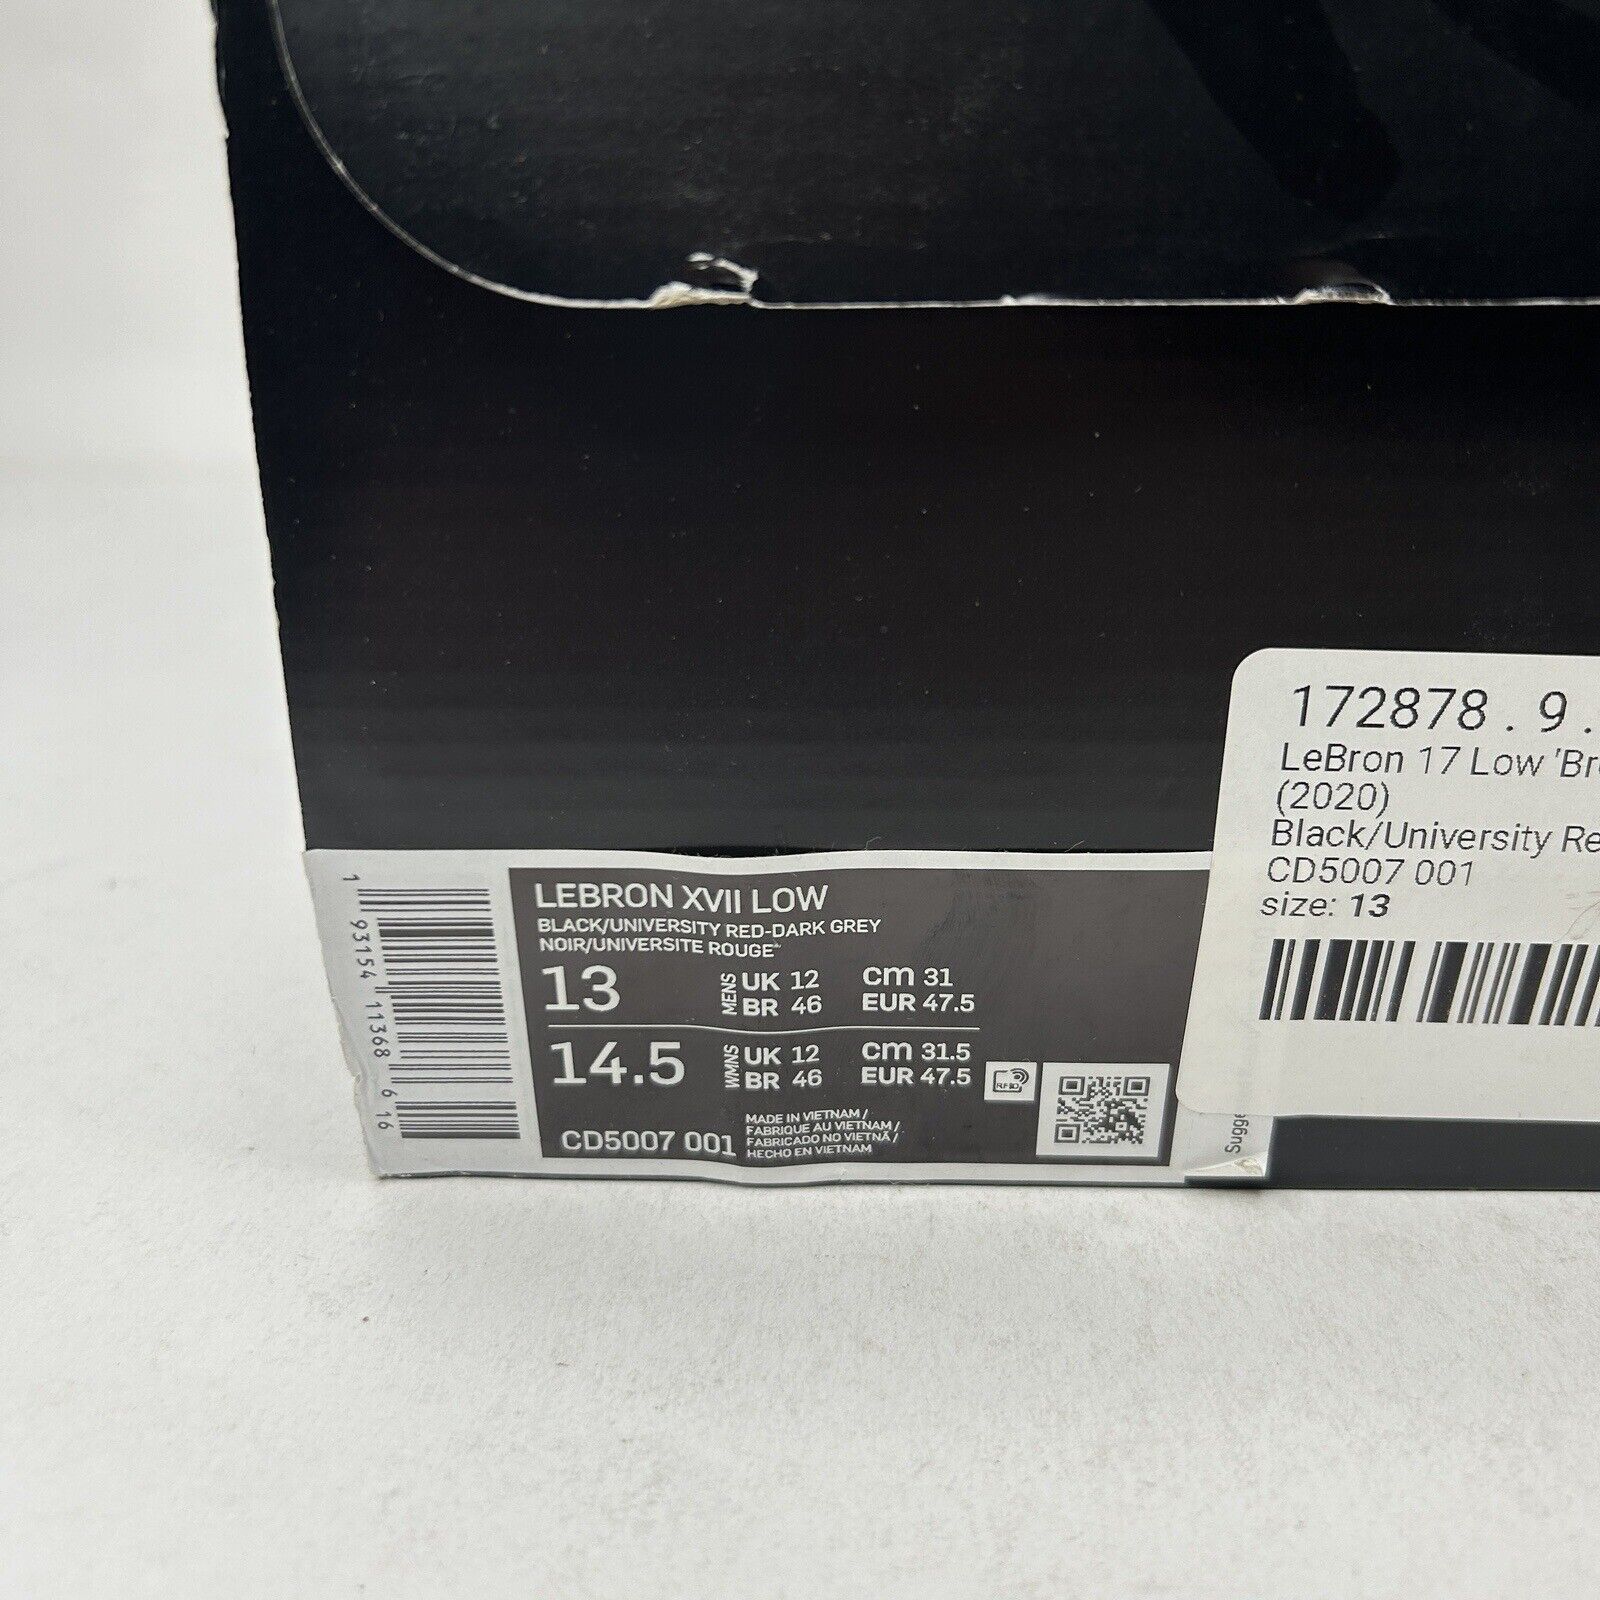 LEBRON XVII LOW
BLACK/UNIVERSITY RED-DARK GREY
NOIR/UNIVERSITE ROUGE*
13 MENS UK 12 cm 31
BR 46 EUR 47.5
14.5 WMNS UK 12 cm 31.5
BR 46 EUR 47.5
RFID
CD5007 001
MADE IN VIETNAM /
FABRIQUE AU VIETNAM /
FABRICADO NO VIETNÃ /
HECHO EN VIETNAM
1 93154 11368 6 16
Sugge
172878 . 9 .
LeBron 17 Low 'Br
(2020)
Black/University Re
CD5007 001
size: 13